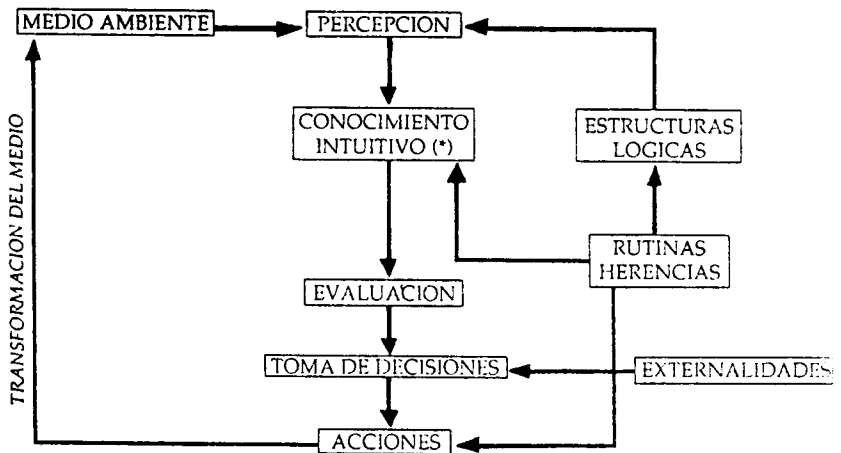 MEDIO AMBIENTE
PERCEPCION
CONOCIMIENTO
INTUITIVO (*)
ESTRUCTURAS
LOGICAS
TRANSFORMACION DEL MEDIO
RUTINAS
HERENCIAS
EVALUACION
TOMA DE DECISIONES
EXTERNALIDADES
ACCIONES